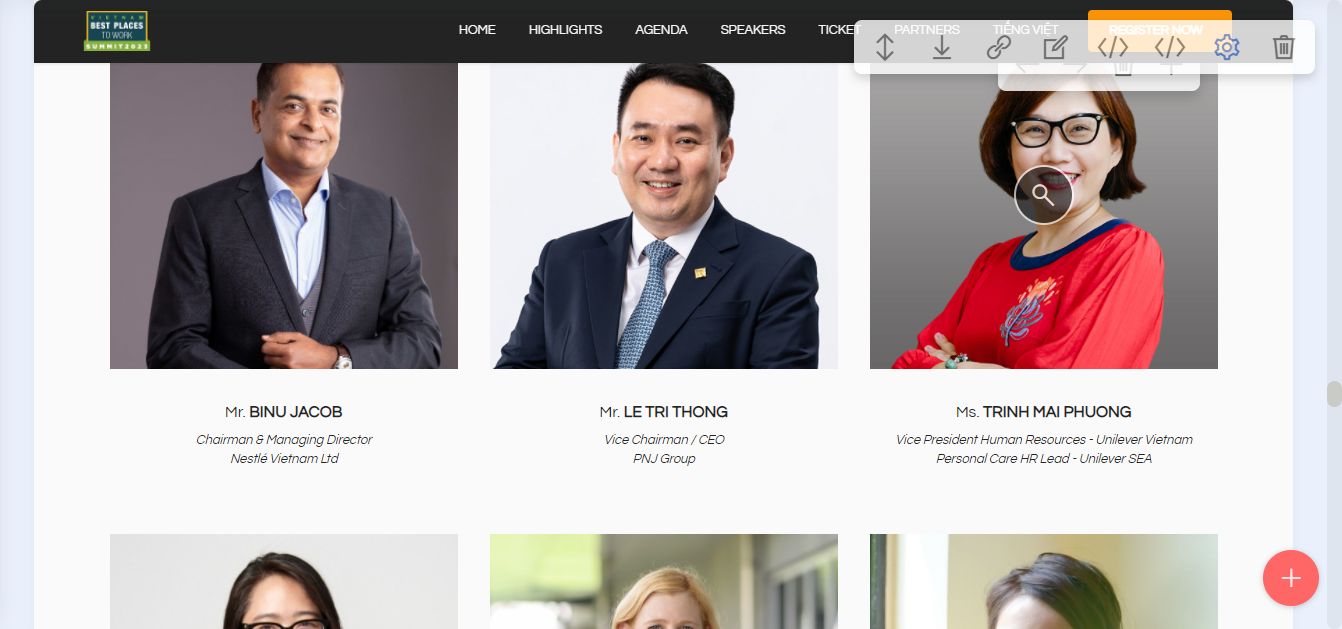 VIETNAM
BEST PLACES
TO WORK
SUMMIT2023
HOME HIGHLIGHTS AGENDA SPEAKERS TICKET PARTNERS TIẾNG VIỆT REGISTER NOW
Mr. BINU JACOB
Chairman & Managing Director
Nestlé Vietnam Ltd
Mr. LE TRI THONG
Vice Chairman / CEO
PNJ Group
Ms. TRINH MAI PHUONG
Vice President Human Resources - Unilever Vietnam
Personal Care HR Lead - Unilever SEA